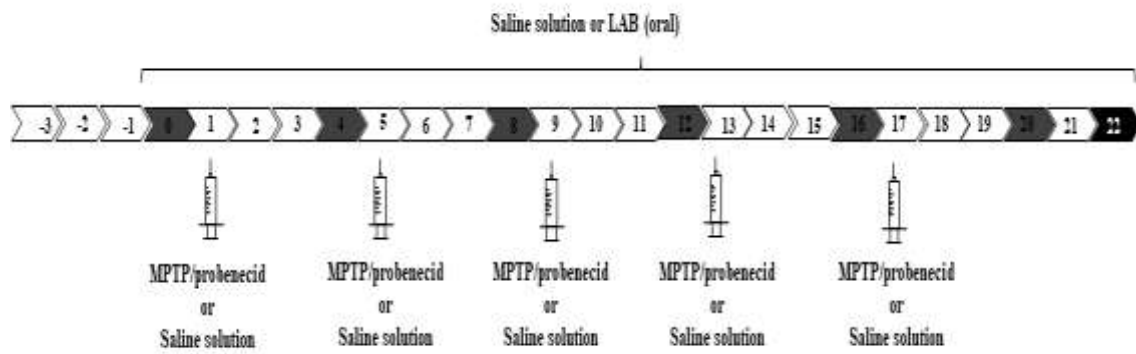 Saline solution or LAB (oral)
-3 -2 -1 0 1 2 3 4 5 6 7 8 9 10 11 12 13 14 15 16 17 18 19 20 21 22
MPTP/probenecid MPTP/probenecid MPTP/probenecid MPTP/probenecid MPTP/probenecid
or or or or or
Saline solution Saline solution Saline solution Saline solution Saline solution